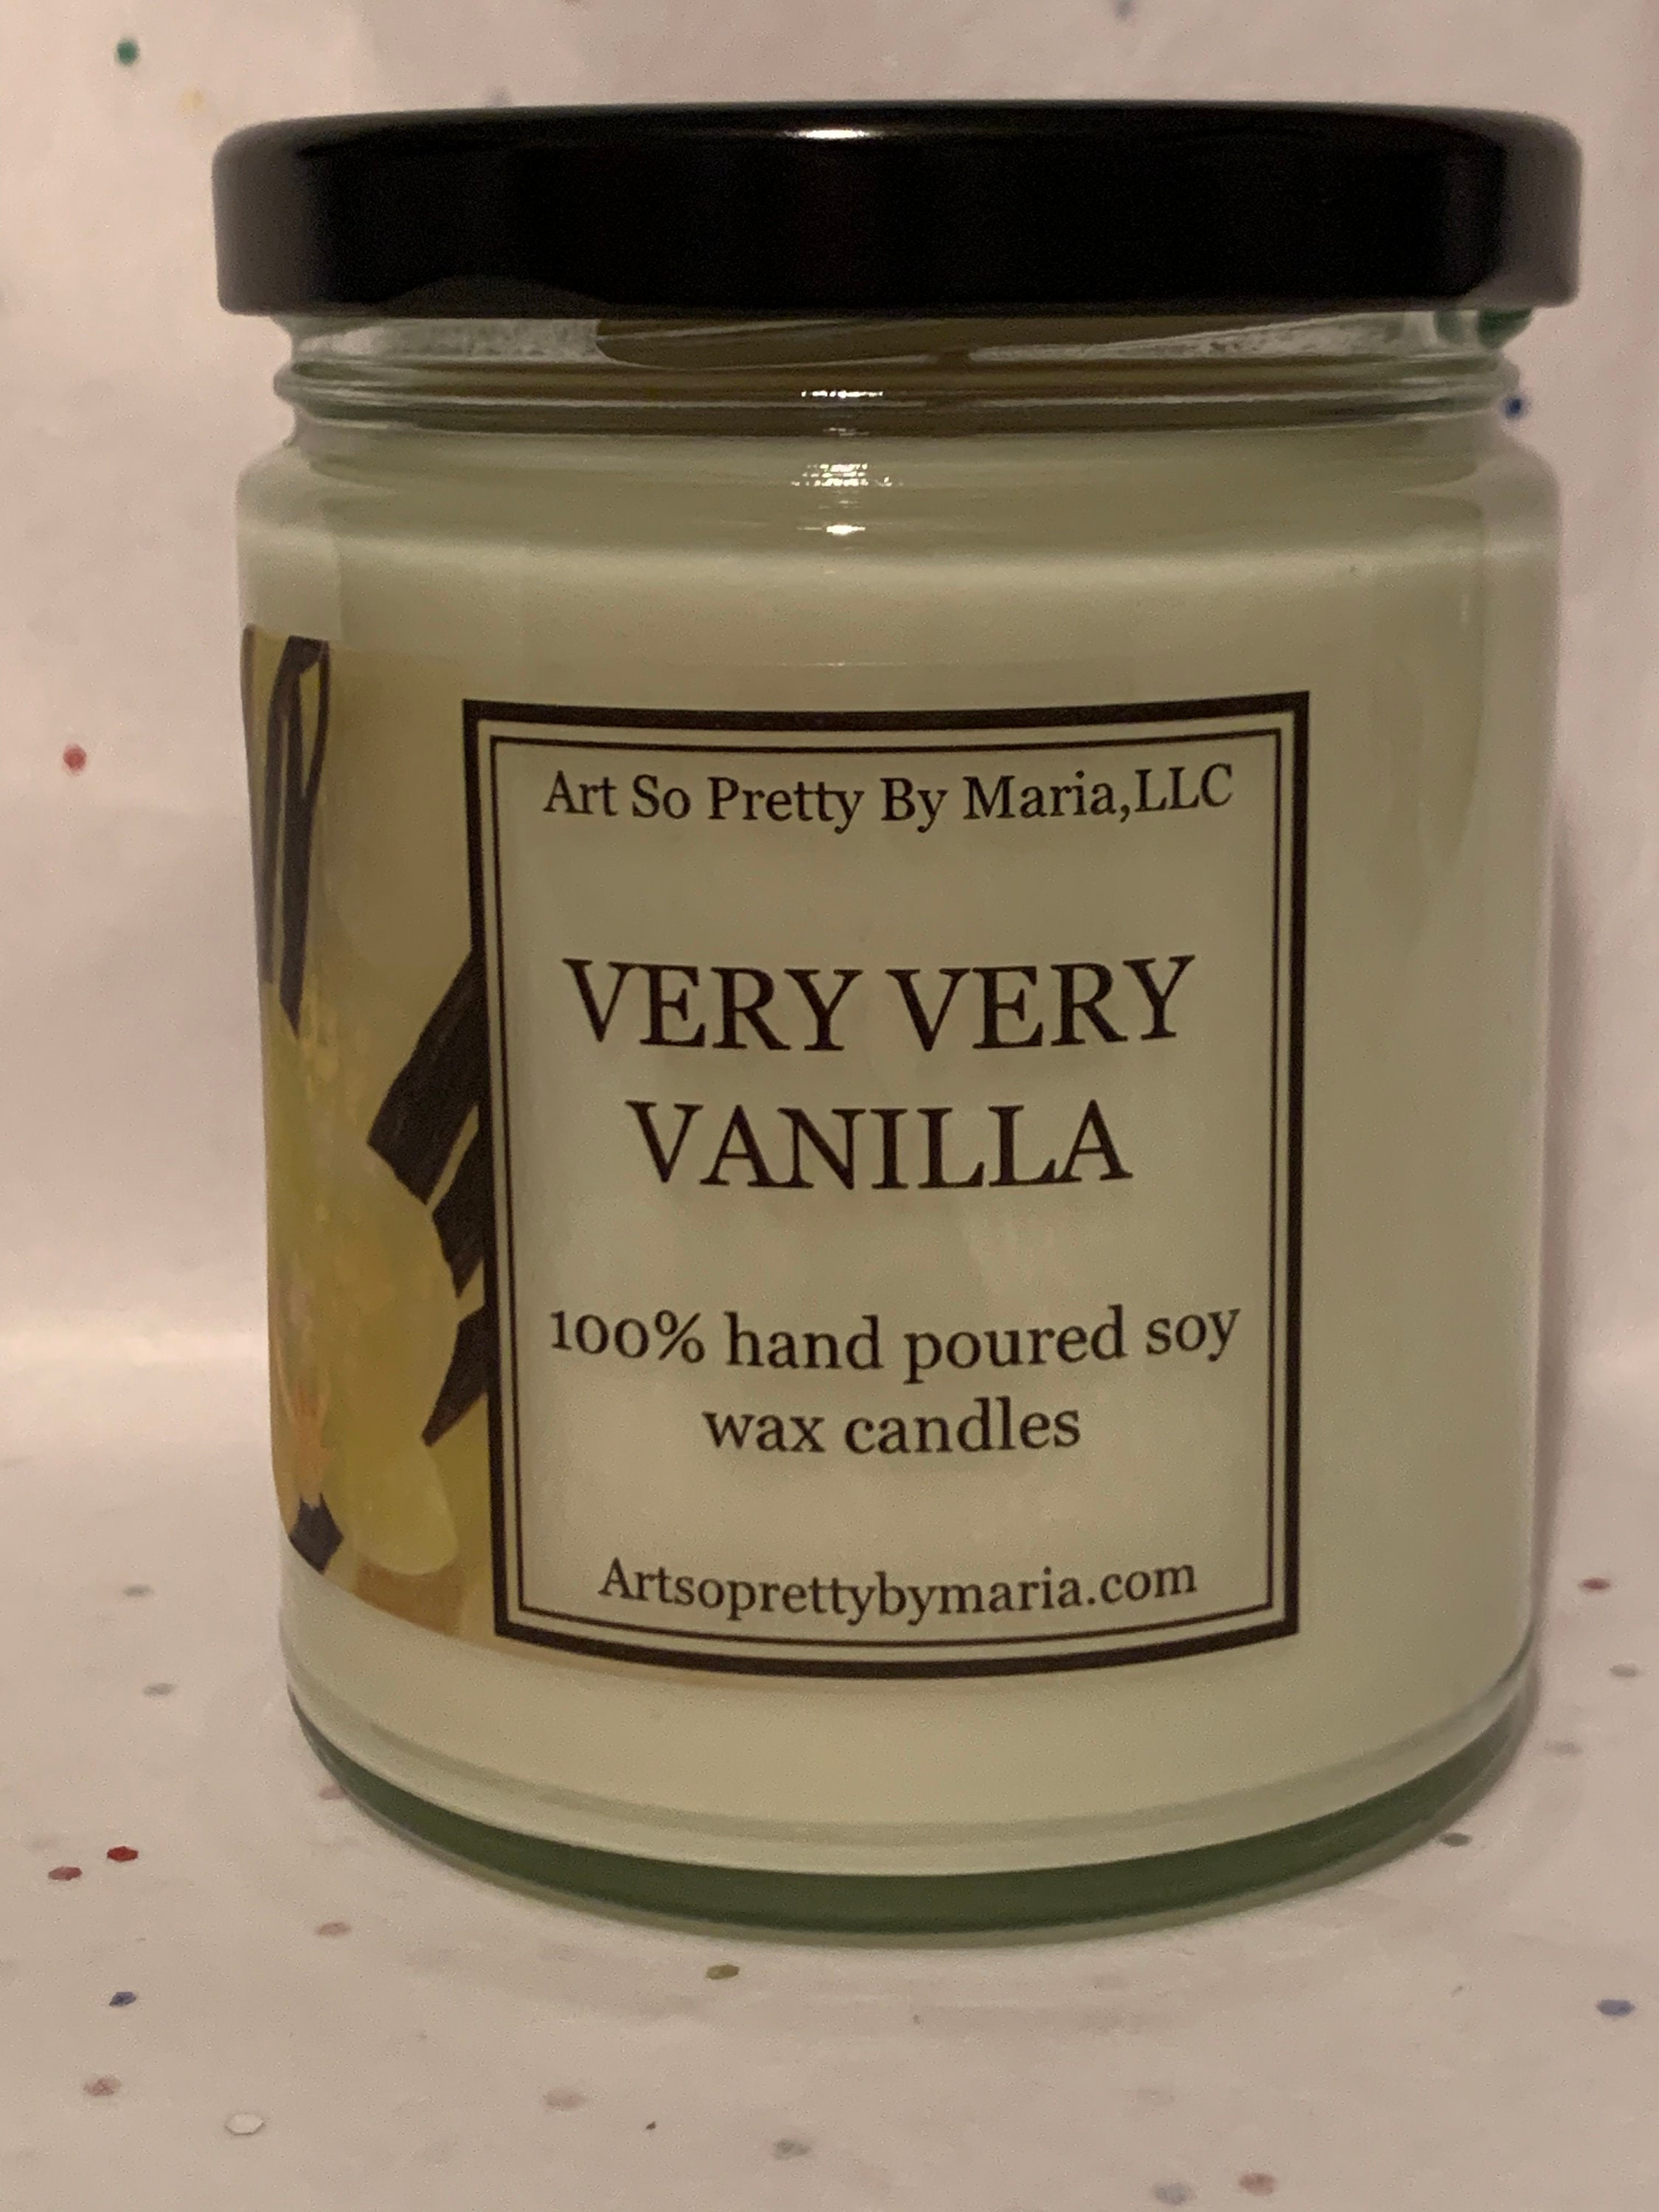 Art So Pretty By Maria,LLC
VERY VERY
VANILLA
100% hand poured soy
wax candles
Artsoprettybymaria.com